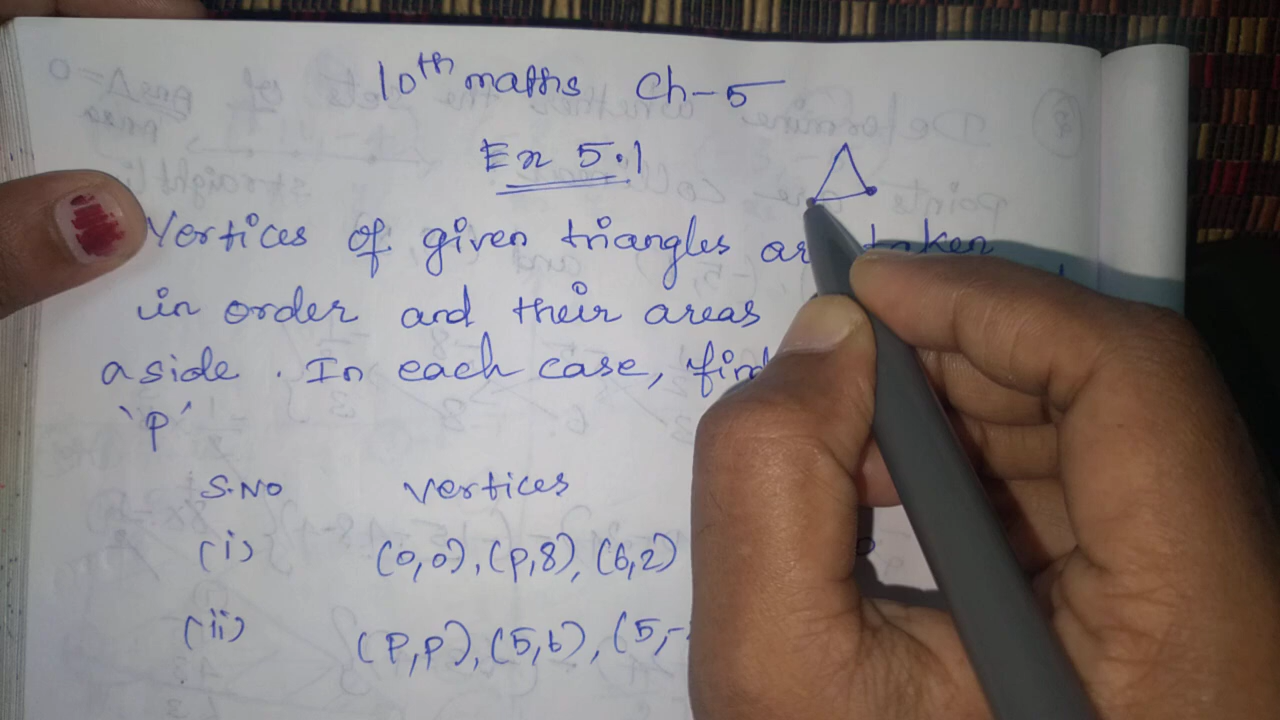 10th maths Ch-5
Ex 5.1
Vertices of given triangles are taken
in order and their areas
aside. In each case, find
'P'
S.No Vertices
(i) (0,0), (p,8), (6,2)
(ii) (P,P), (5,6), (5,-